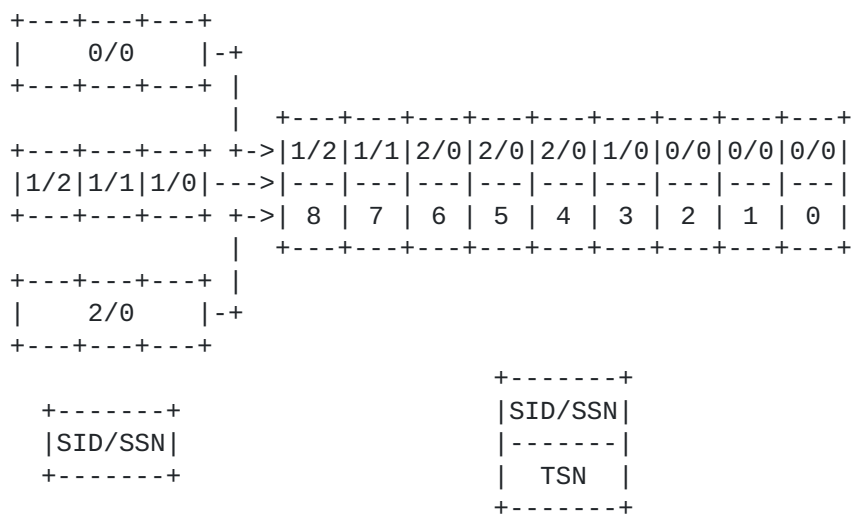 +---+---+---+
|    0/0    |-+
+---+---+---+ |
              |  +---+---+---+---+---+---+---+---+---+
+---+---+---+ +->|1/2|1/1|2/0|2/0|2/0|1/0|0/0|0/0|0/0|
|1/2|1/1|1/0|--->|---|---|---|---|---|---|---|---|---|
+---+---+---+ +->| 8 | 7 | 6 | 5 | 4 | 3 | 2 | 1 | 0 |
              |  +---+---+---+---+---+---+---+---+---+
+---+---+---+ |
|    2/0    |-+
+---+---+---+
                               +-------+
  +-------+                    |SID/SSN|
  |SID/SSN|                    |-------|
  +-------+                    |  TSN  |
                               +-------+